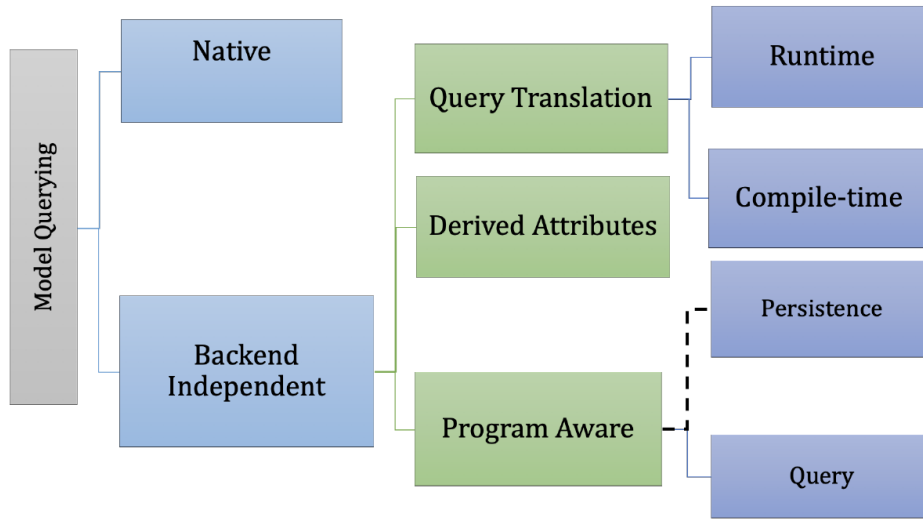 Model Querying
Native
Backend
Independent
Query Translation
Derived Attributes
Program Aware
Runtime
Compile-time
Persistence
Query